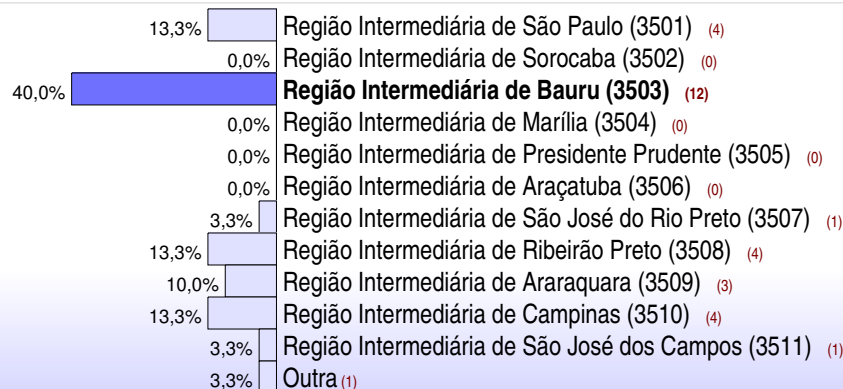 13,3% Região Intermediária de São Paulo (3501) (4)
0,0% Região Intermediária de Sorocaba (3502) (0)
40,0% Região Intermediária de Bauru (3503) (12)
0,0% Região Intermediária de Marília (3504) (0)
0,0% Região Intermediária de Presidente Prudente (3505) (0)
0,0% Região Intermediária de Araçatuba (3506) (0)
3,3% Região Intermediária de São José do Rio Preto (3507) (1)
13,3% Região Intermediária de Ribeirão Preto (3508) (4)
10,0% Região Intermediária de Araraquara (3509) (3)
13,3% Região Intermediária de Campinas (3510) (4)
3,3% Região Intermediária de São José dos Campos (3511) (1)
3,3% Outra (1)